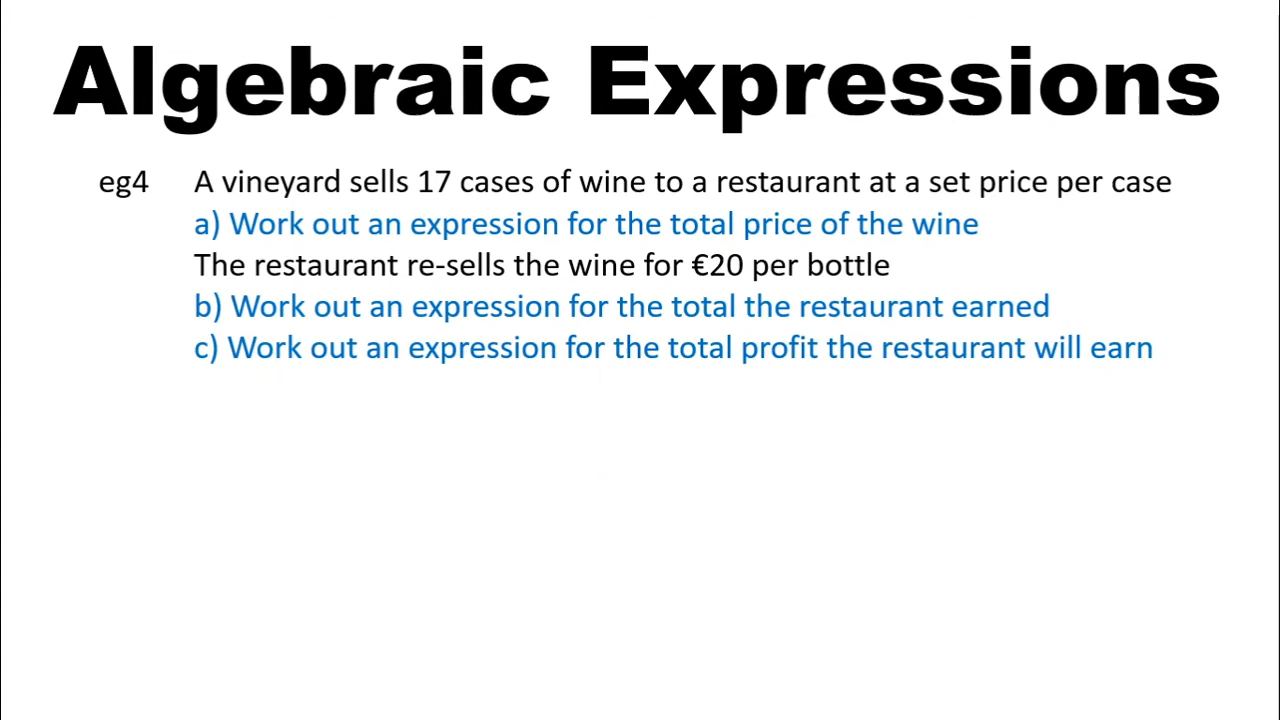 Algebraic Expressions
eg4 A vineyard sells 17 cases of wine to a restaurant at a set price per case
a) Work out an expression for the total price of the wine
The restaurant re-sells the wine for €20 per bottle
b) Work out an expression for the total the restaurant earned
c) Work out an expression for the total profit the restaurant will earn